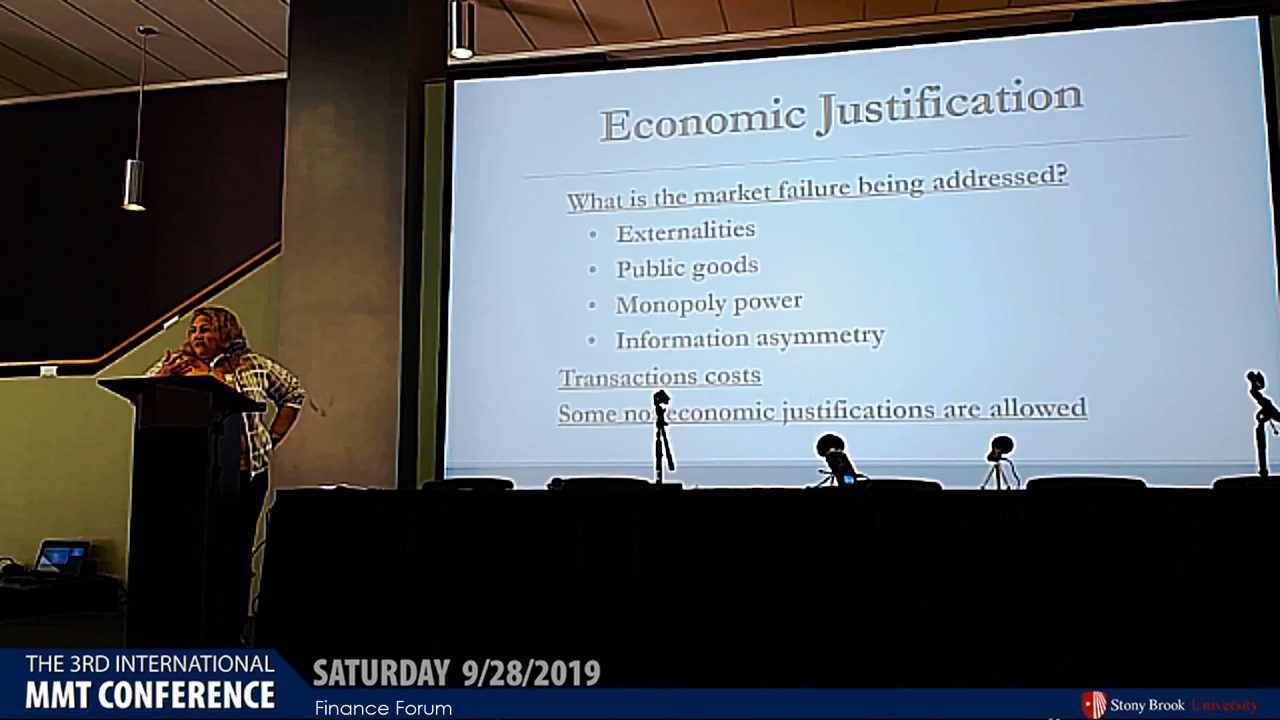 Economic Justification
What is the market failure being addressed?
• Externalities
• Public goods
• Monopoly power
• Information asymmetry
Transactions costs
Some no economic justifications are allowed
THE 3RD INTERNATIONAL
MMT CONFERENCE
SATURDAY 9/28/2019
Finance Forum
Stony Brook University